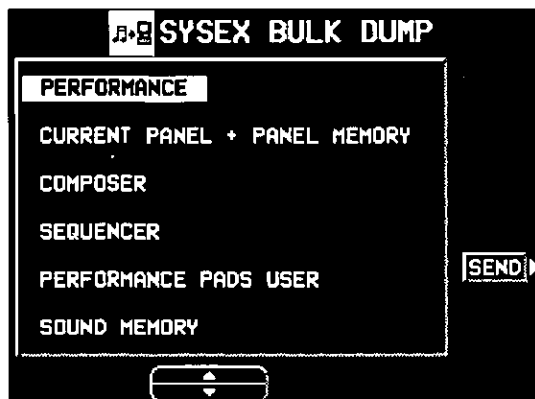 SYSEX BULK DUMP
PERFORMANCE
CURRENT PANEL + PANEL MEMORY
COMPOSER
SEQUENCER
PERFORMANCE PADS USER
SOUND MEMORY
SEND